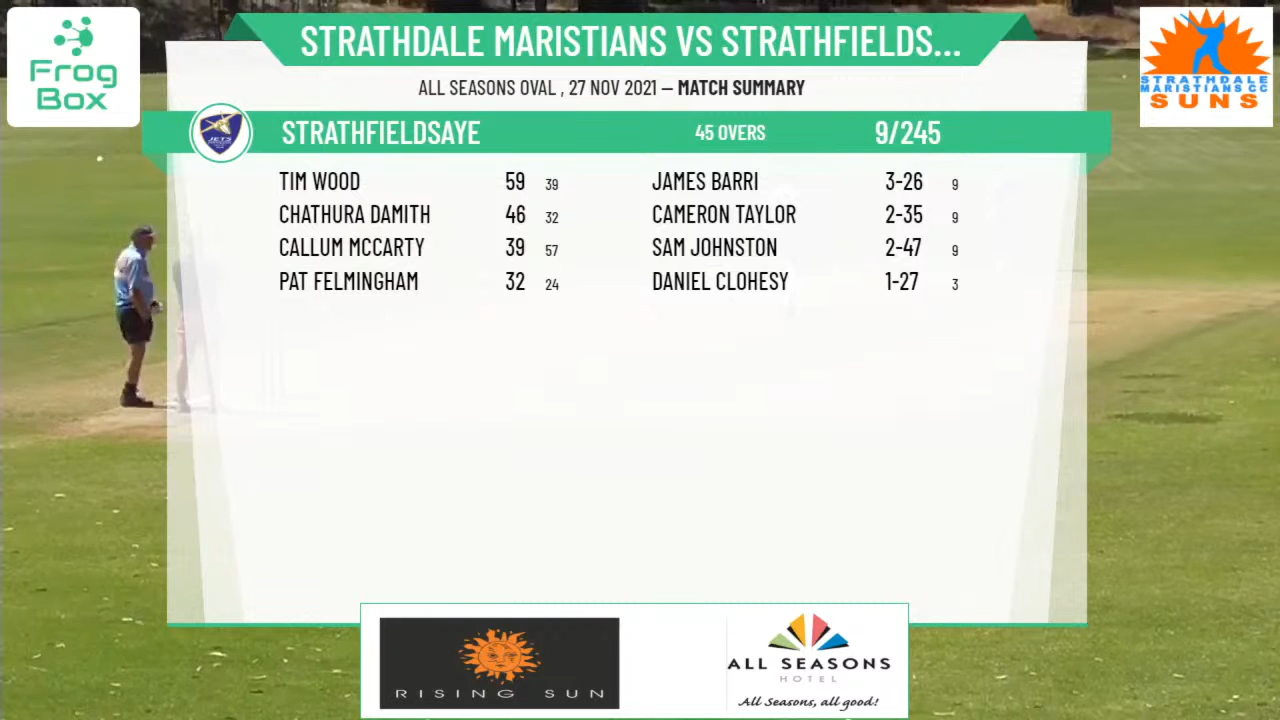 Frog
Box
STRATHDALE MARISTIANS VS STRATHFIELDS...
STRATHDALE
MARISTIANS CC
SUNS
ALL SEASONS OVAL , 27 NOV 2021 – MATCH SUMMARY
JETS
STRATHFIELDSAYE 45 OVERS 9/245
TIM WOOD 59 39 JAMES BARRI 3-26 9
CHATHURA DAMITH 46 32 CAMERON TAYLOR 2-35 9
CALLUM MCCARTY 39 57 SAM JOHNSTON 2-47 9
PAT FELMINGHAM 32 24 DANIEL CLOHESY 1-27 3
RISING SUN
ALL SEASONS
HOTEL
All Seasons, all good!